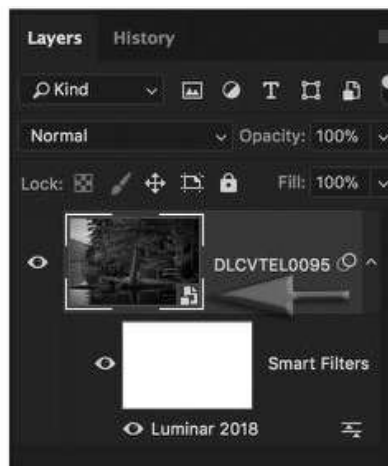 Layers History
Kind
Normal Opacity: 100%
Lock: Fill: 100%
DLCVTEL0095
Smart Filters
Luminar 2018